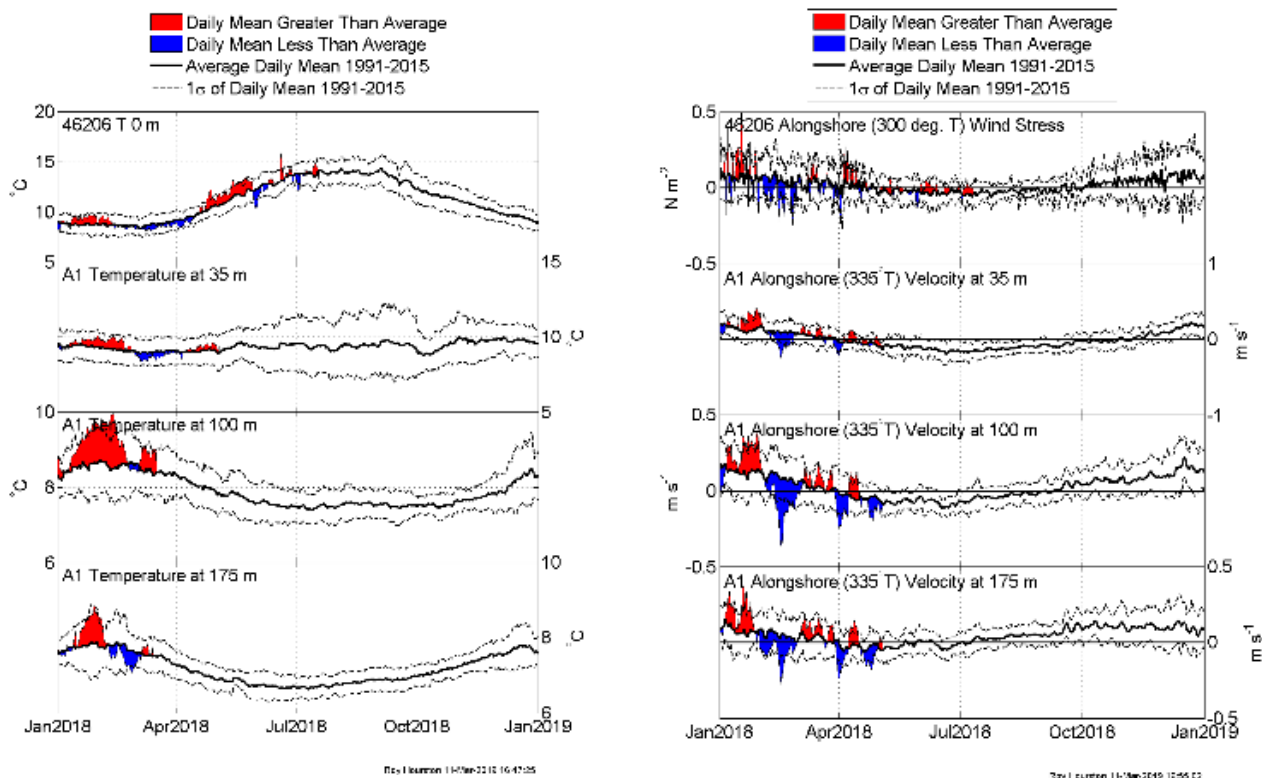 Daily Mean Greater Than Average
Daily Mean Less Than Average
Average Daily Mean 1991-2015
1σ of Daily Mean 1991-2015
20
46206 T 0 m
15
°C
10
5
15
A1 Temperature at 35 m
10
°C
10
5
A1 Temperature at 100 m
°C
8
6
10
A1 Temperature at 175 m
8
°C
6
Jan2018
Apr2018
Jul2018
Oct2018
Jan2019
Daily Mean Greater Than Average
Daily Mean Less Than Average
Average Daily Mean 1991-2015
1σ of Daily Mean 1991-2015
0.5
46206 Alongshore (300 deg. T) Wind Stress
N m⁻²
0
-0.5
1
A1 Alongshore (335°T) Velocity at 35 m
0
m s⁻¹
0.5
-1
A1 Alongshore (335°T) Velocity at 100 m
m s⁻¹
0
-0.5
0.5
A1 Alongshore (335°T) Velocity at 175 m
0
m s⁻¹
-0.5
Jan2018
Apr2018
Jul2018
Oct2018
Jan2019